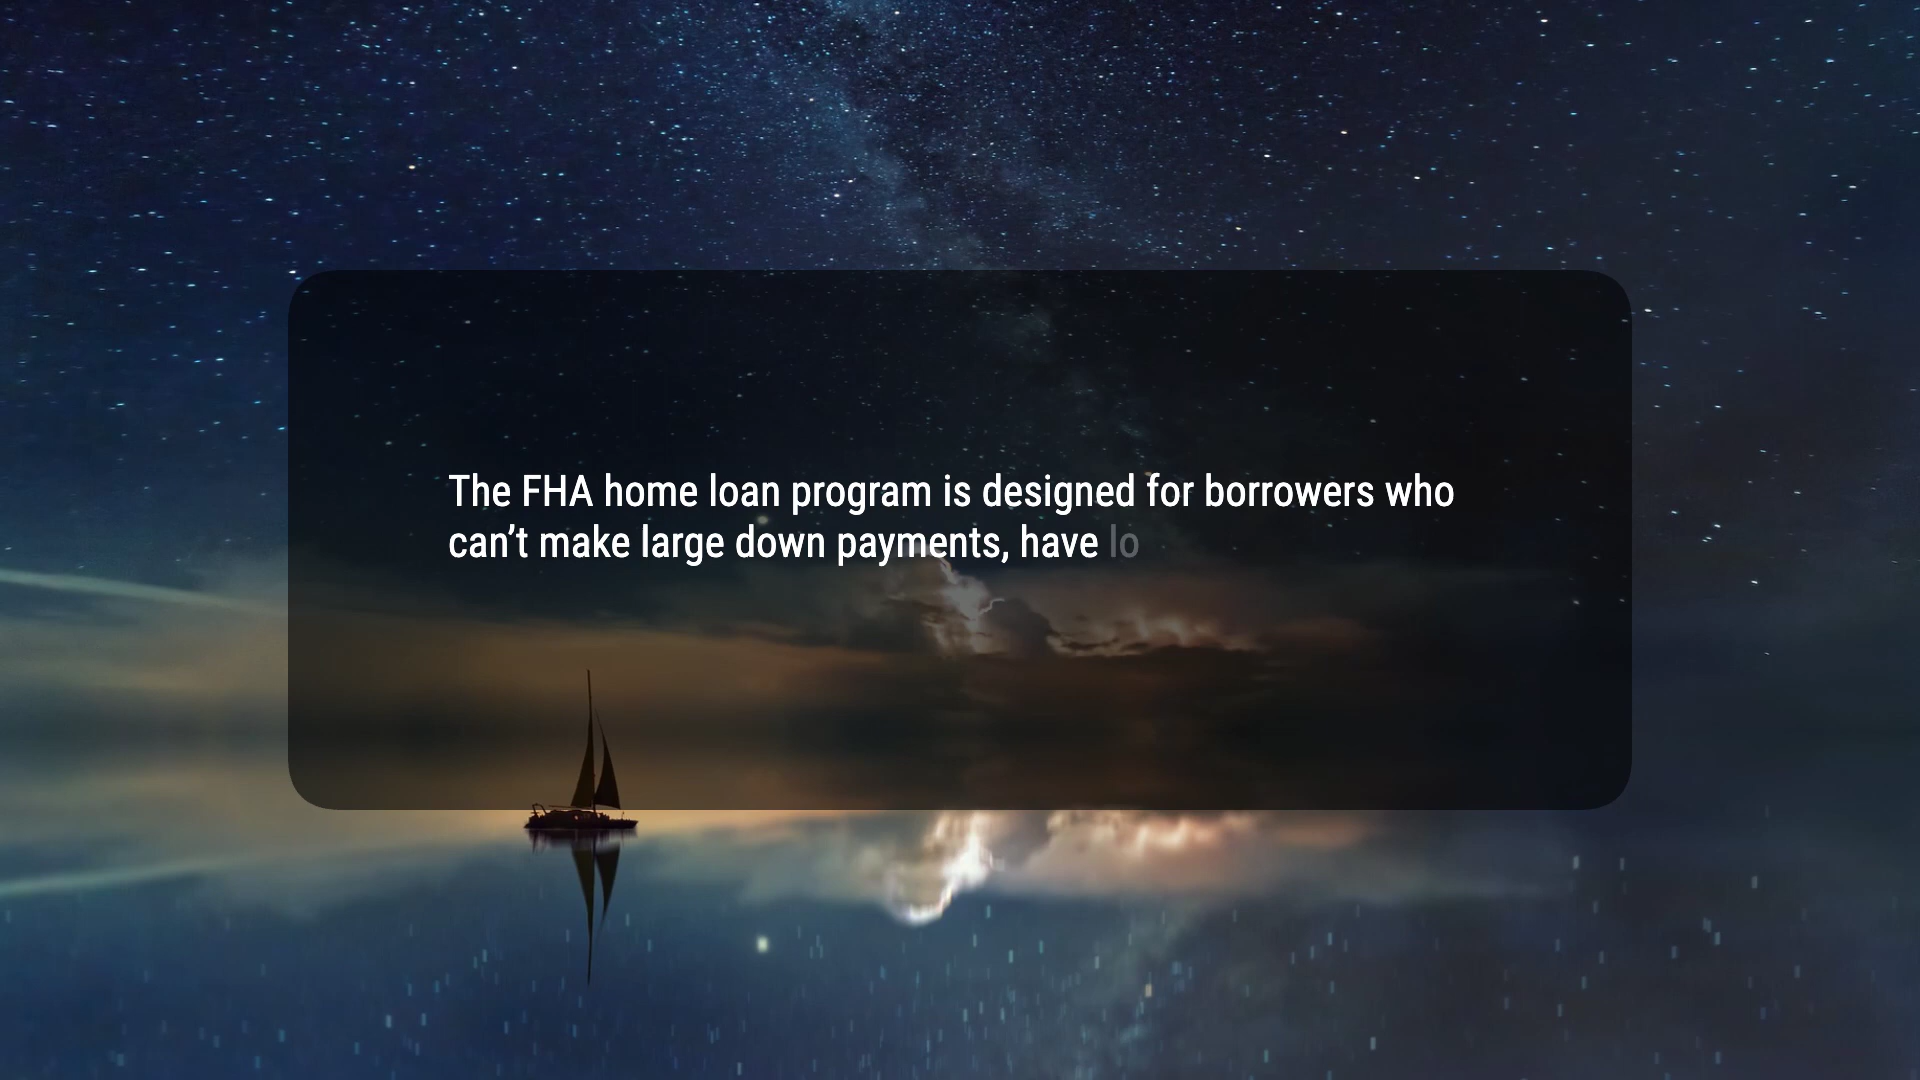 The FHA home loan program is designed for borrowers who
can’t make large down payments, have lo